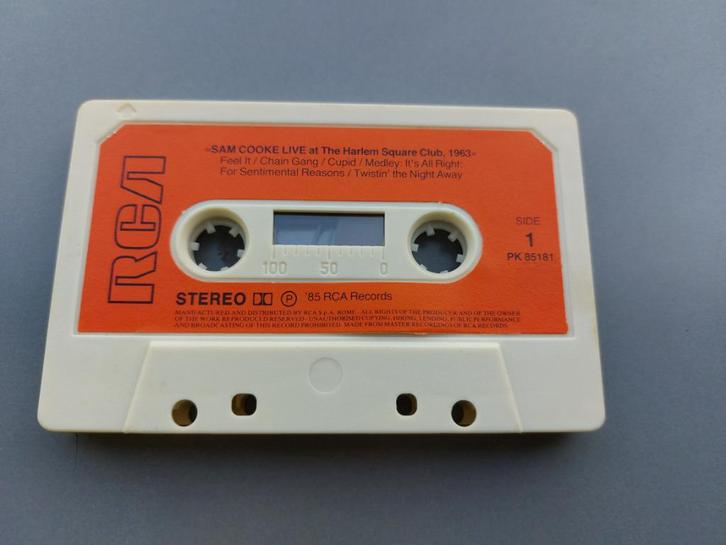 »SAM COOKE LIVE at The Harlem Square Club, 1963«
Feel It / Chain Gang / Cupid / Medley: It's All Right;
For Sentimental Reasons / Twistin' the Night Away
RCA
SIDE
1
PK 85181
100 50 0
STEREO ℗ '85 RCA Records
MANUFACTURED AND DISTRIBUTED BY RCA S.p.A. ROME - ALL RIGHTS OF THE PRODUCER AND OF THE OWNER
OF THE WORK REPRODUCED RESERVED - UNAUTHORISED COPYING, HIRING, LENDING, PUBLIC PERFORMANCE
AND BROADCASTING OF THIS RECORD PROHIBITED. MADE FROM MASTER RECORDINGS OF RCA RECORDS